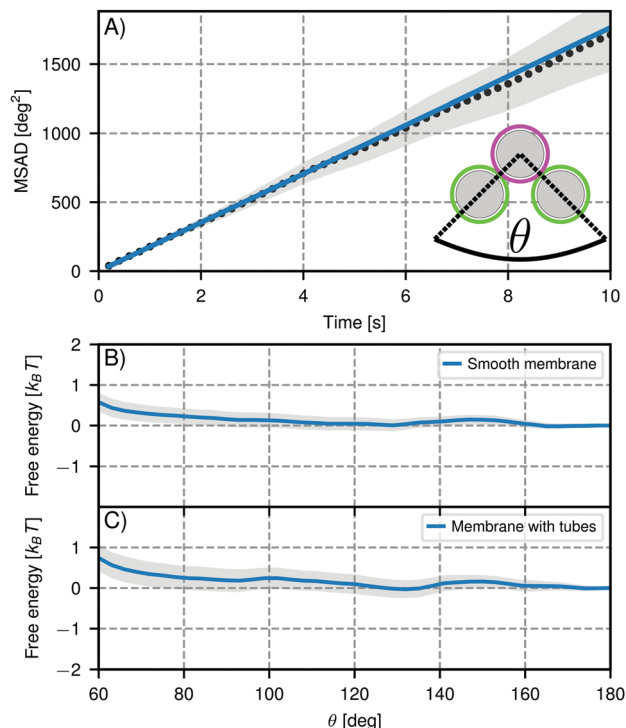 A)
MSAD [deg²]
1500
1000
500
0
θ
0 2 4 6 8 10
Time [s]
B)
Free energy [k_B T]
2
1
0
−1
Smooth membrane
C)
Free energy [k_B T]
1
0
−1
−2
Membrane with tubes
60 80 100 120 140 160 180
θ [deg]